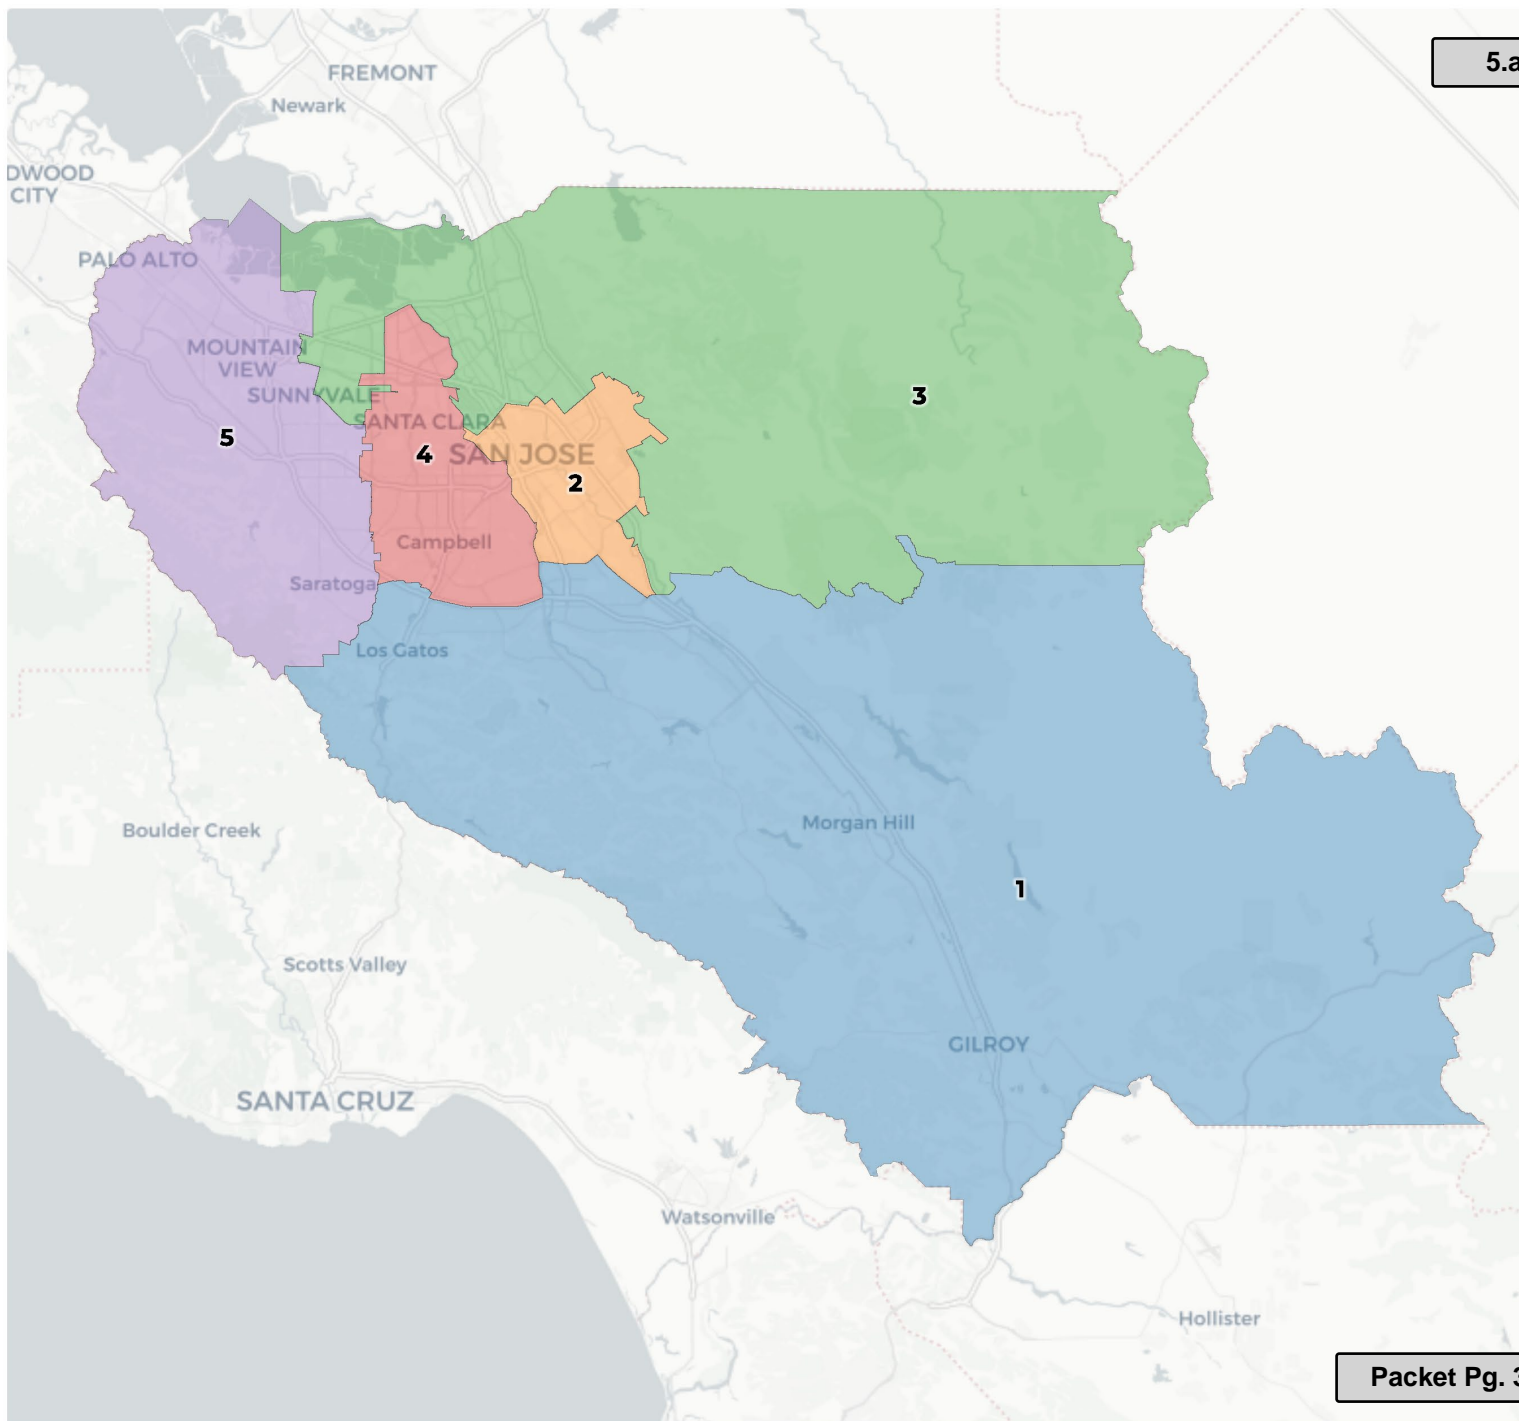 FREMONT
5.a
Newark
DWOOD
CITY
PALO ALTO
MOUNTAIN
VIEW
SUNNYVALE
3
SANTA CLARA
5
4
SAN JOSE
2
Campbell
Saratoga
Los Gatos
Boulder Creek
Morgan Hill
1
Scotts Valley
GILROY
SANTA CRUZ
Watsonville
Hollister
Packet Pg. 3